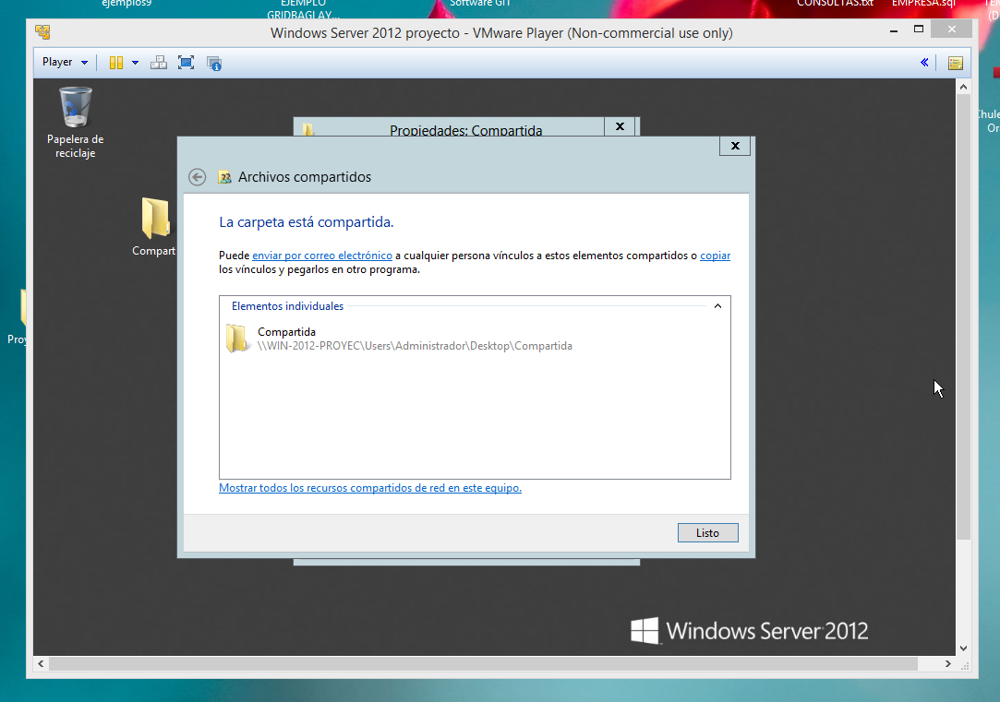 ejemplos9
EJEMPLO
GRIDBAGLAY...
Software GIT
CONSULTAS.txt
EMPRESA.sql
Windows Server 2012 proyecto - VMware Player (Non-commercial use only)
Player
Papelera de
reciclaje
Compart
Propiedades: Compartida
Archivos compartidos
La carpeta está compartida.
Puede enviar por correo electrónico a cualquier persona vínculos a estos elementos compartidos o copiar
los vínculos y pegarlos en otro programa.
Elementos individuales
Compartida
\\WIN-2012-PROYEC\Users\Administrador\Desktop\Compartida
Mostrar todos los recursos compartidos de red en este equipo.
Listo
Windows Server 2012